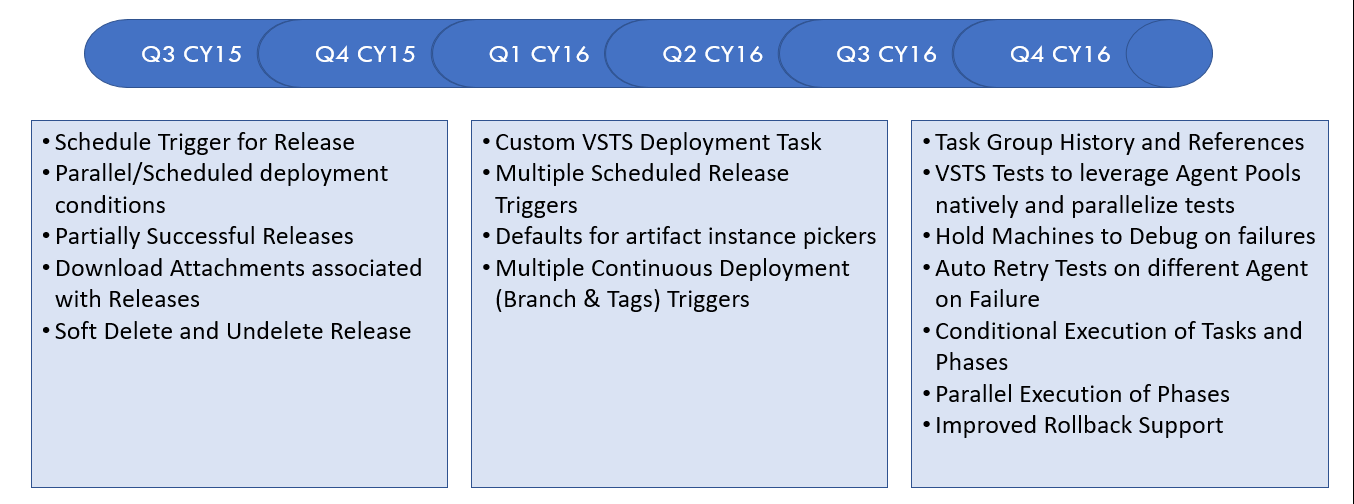 Q3 CY15 Q4 CY15 Q1 CY16 Q2 CY16 Q3 CY16 Q4 CY16
• Schedule Trigger for Release
• Parallel/Scheduled deployment
conditions
• Partially Successful Releases
• Download Attachments associated
with Releases
• Soft Delete and Undelete Release
• Custom VSTS Deployment Task
• Multiple Scheduled Release
Triggers
• Defaults for artifact instance pickers
• Multiple Continuous Deployment
(Branch & Tags) Triggers
• Task Group History and References
• VSTS Tests to leverage Agent Pools
natively and parallelize tests
• Hold Machines to Debug on failures
• Auto Retry Tests on different Agent
on Failure
• Conditional Execution of Tasks and
Phases
• Parallel Execution of Phases
• Improved Rollback Support